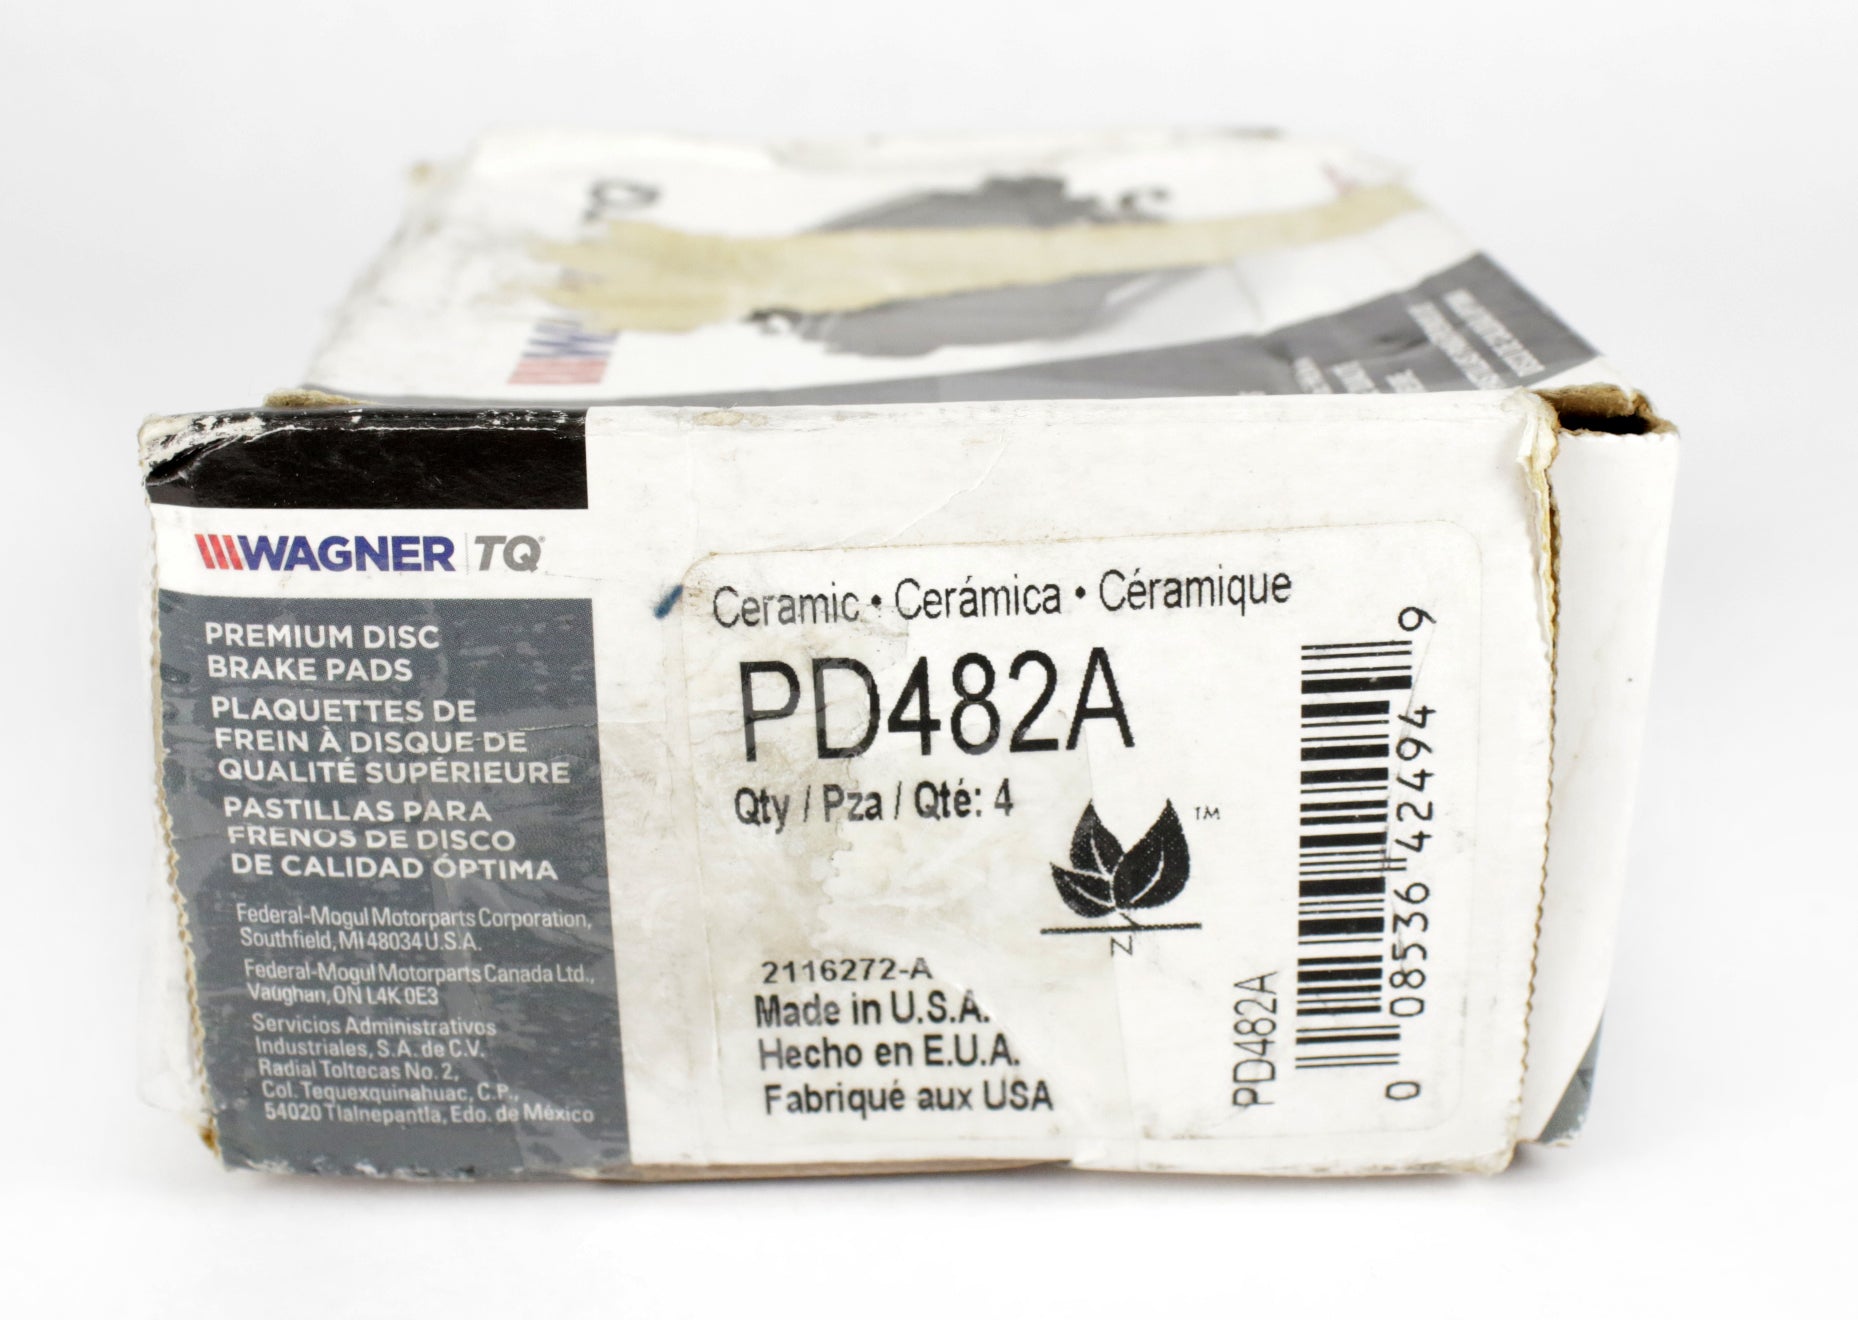 WAGNER TQ
PREMIUM DISC
BRAKE PADS
PLAQUETTES DE
FREIN À DISQUE DE
QUALITÉ SUPÉRIEURE
PASTILLAS PARA
FRENOS DE DISCO
DE CALIDAD ÓPTIMA
Federal-Mogul Motorparts Corporation,
Southfield, MI 48034 U.S.A.
Federal-Mogul Motorparts Canada Ltd.,
Vaughan, ON L4K 0E3
Servicios Administrativos
Industriales, S.A. de C.V.
Radial Toltecas No. 2,
Col. Tequexquinahuac, C.P.,
54020 Tlalnepantla, Edo. de México
Ceramic • Cerámica • Céramique
PD482A
Qty / Pza / Qté: 4
TM
N
2116272-A
Made in U.S.A.
Hecho en E.U.A.
Fabriqué aux USA
PD482A
0 08536 42494 9